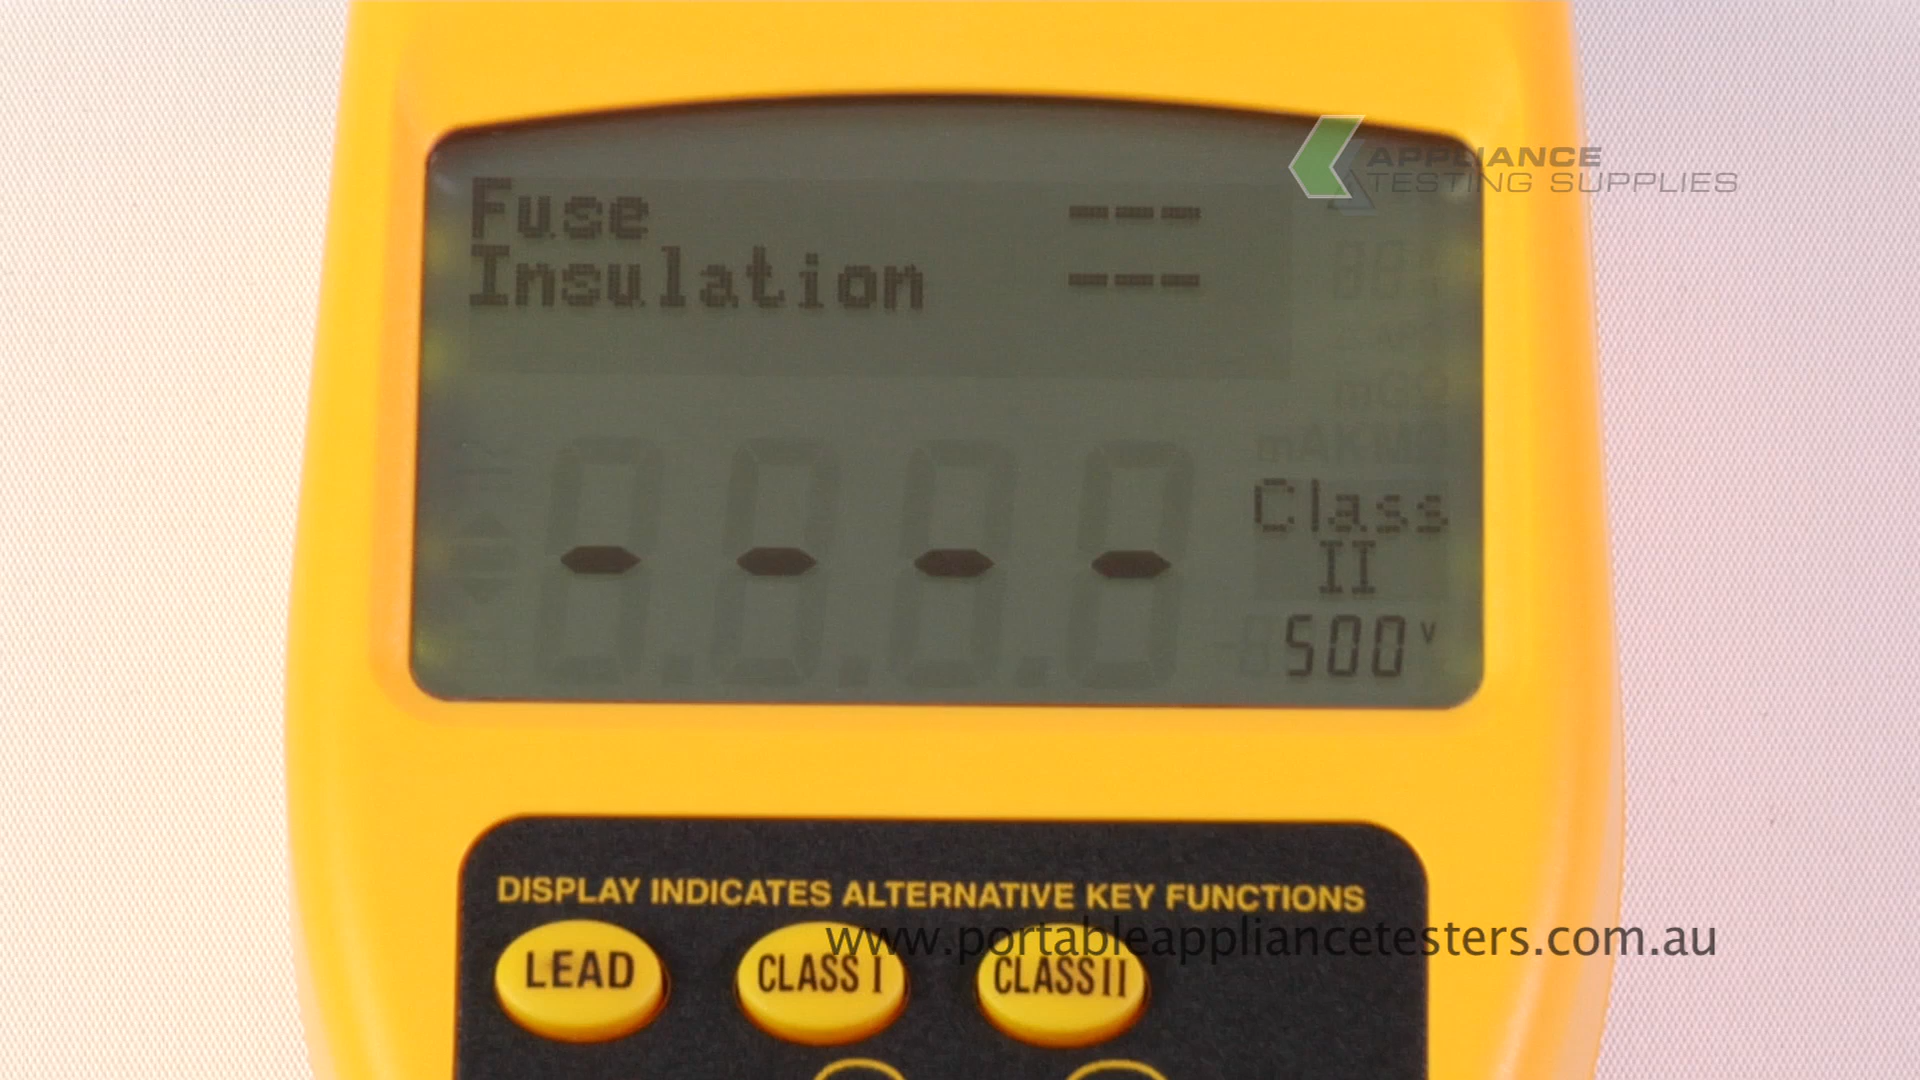 APPLIANCE
TESTING SUPPLIES
Fuse ---
Insulation ---
- - - -
Class
II
500 V
DISPLAY INDICATES ALTERNATIVE KEY FUNCTIONS
www.portableappliancetesters.com.au
LEAD CLASS I CLASS II